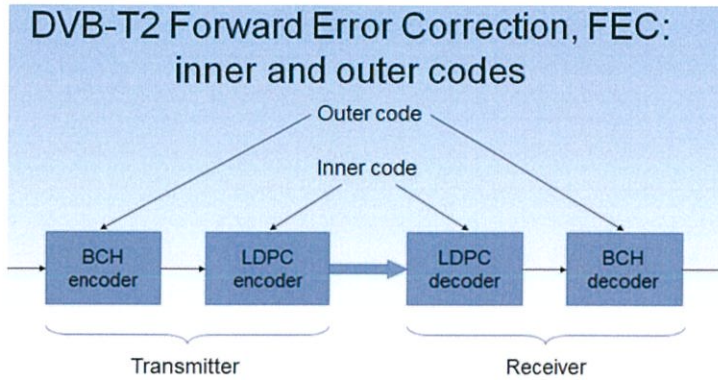 DVB-T2 Forward Error Correction, FEC:
inner and outer codes
Outer code
Inner code
BCH
encoder
LDPC
encoder
LDPC
decoder
BCH
decoder
Transmitter
Receiver